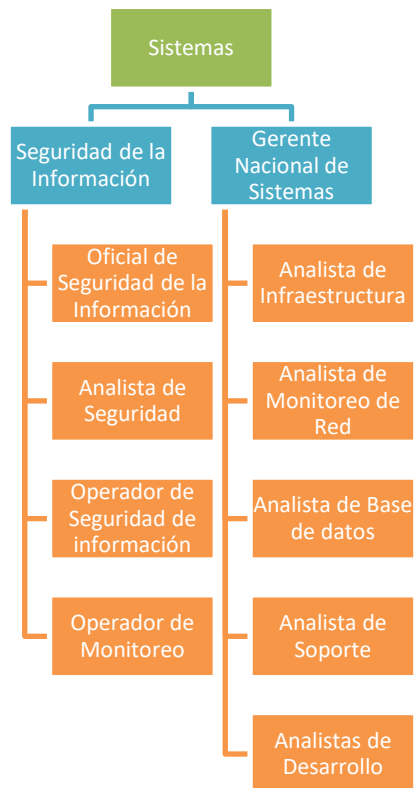 Sistemas
Seguridad de la
Información
Gerente
Nacional de
Sistemas
Oficial de
Seguridad de la
Información
Analista de
Seguridad
Operador de
Seguridad de
información
Operador de
Monitoreo
Analista de
Infraestructura
Analista de
Monitoreo de
Red
Analista de Base
de datos
Analista de
Soporte
Analistas de
Desarrollo